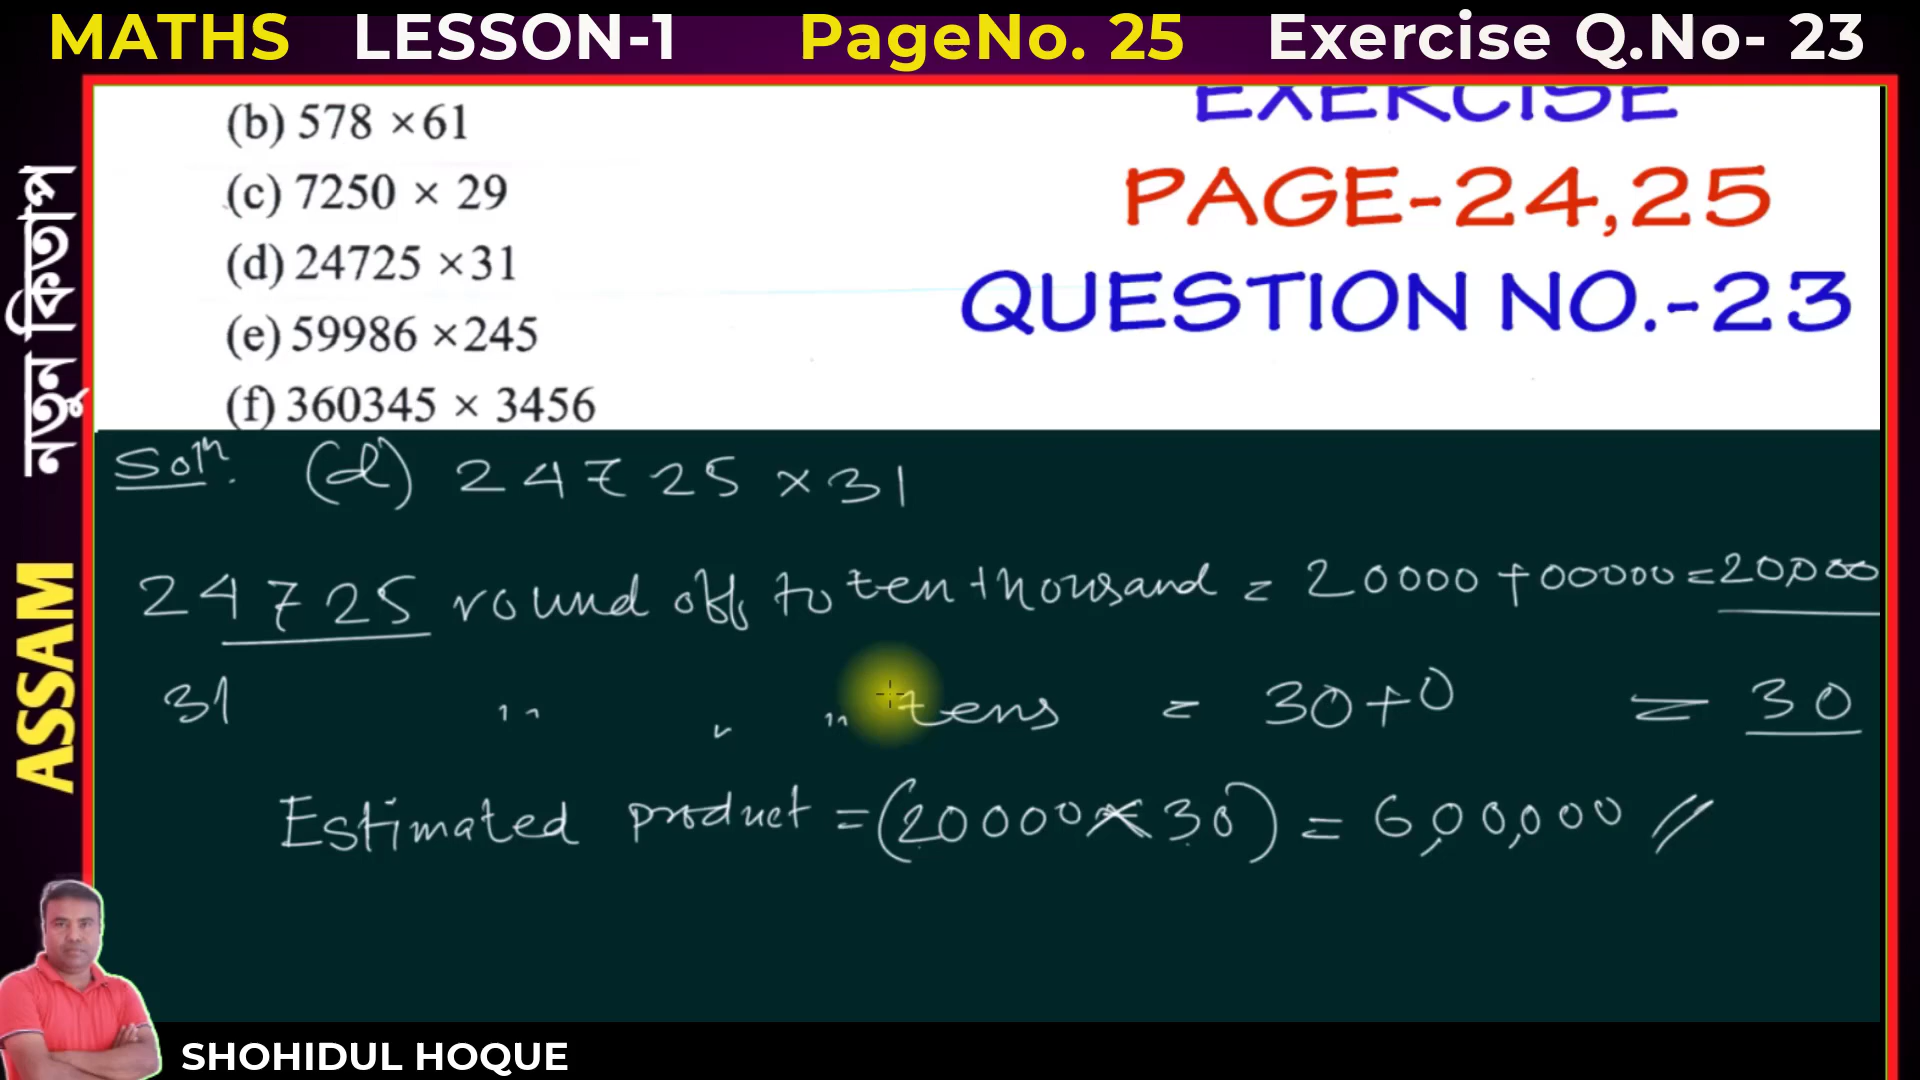 MATHS LESSON-1 PageNo. 25 Exercise Q.No- 23
(b) 578 ×61
(c) 7250 × 29
(d) 24725 ×31
(e) 59986 ×245
(f) 360345 × 3456
EXERCISE
PAGE-24,25
QUESTION NO.-23
নতুন কিতাপ
ASSAM
Solⁿ. (d) 24725 ×31
24725 round off to ten thousand = 20000 +00000 =20,000
31 " " " tens = 30+0 = 30
Estimated product =(20000×30) = 6,00,000 //
SHOHIDUL HOQUE